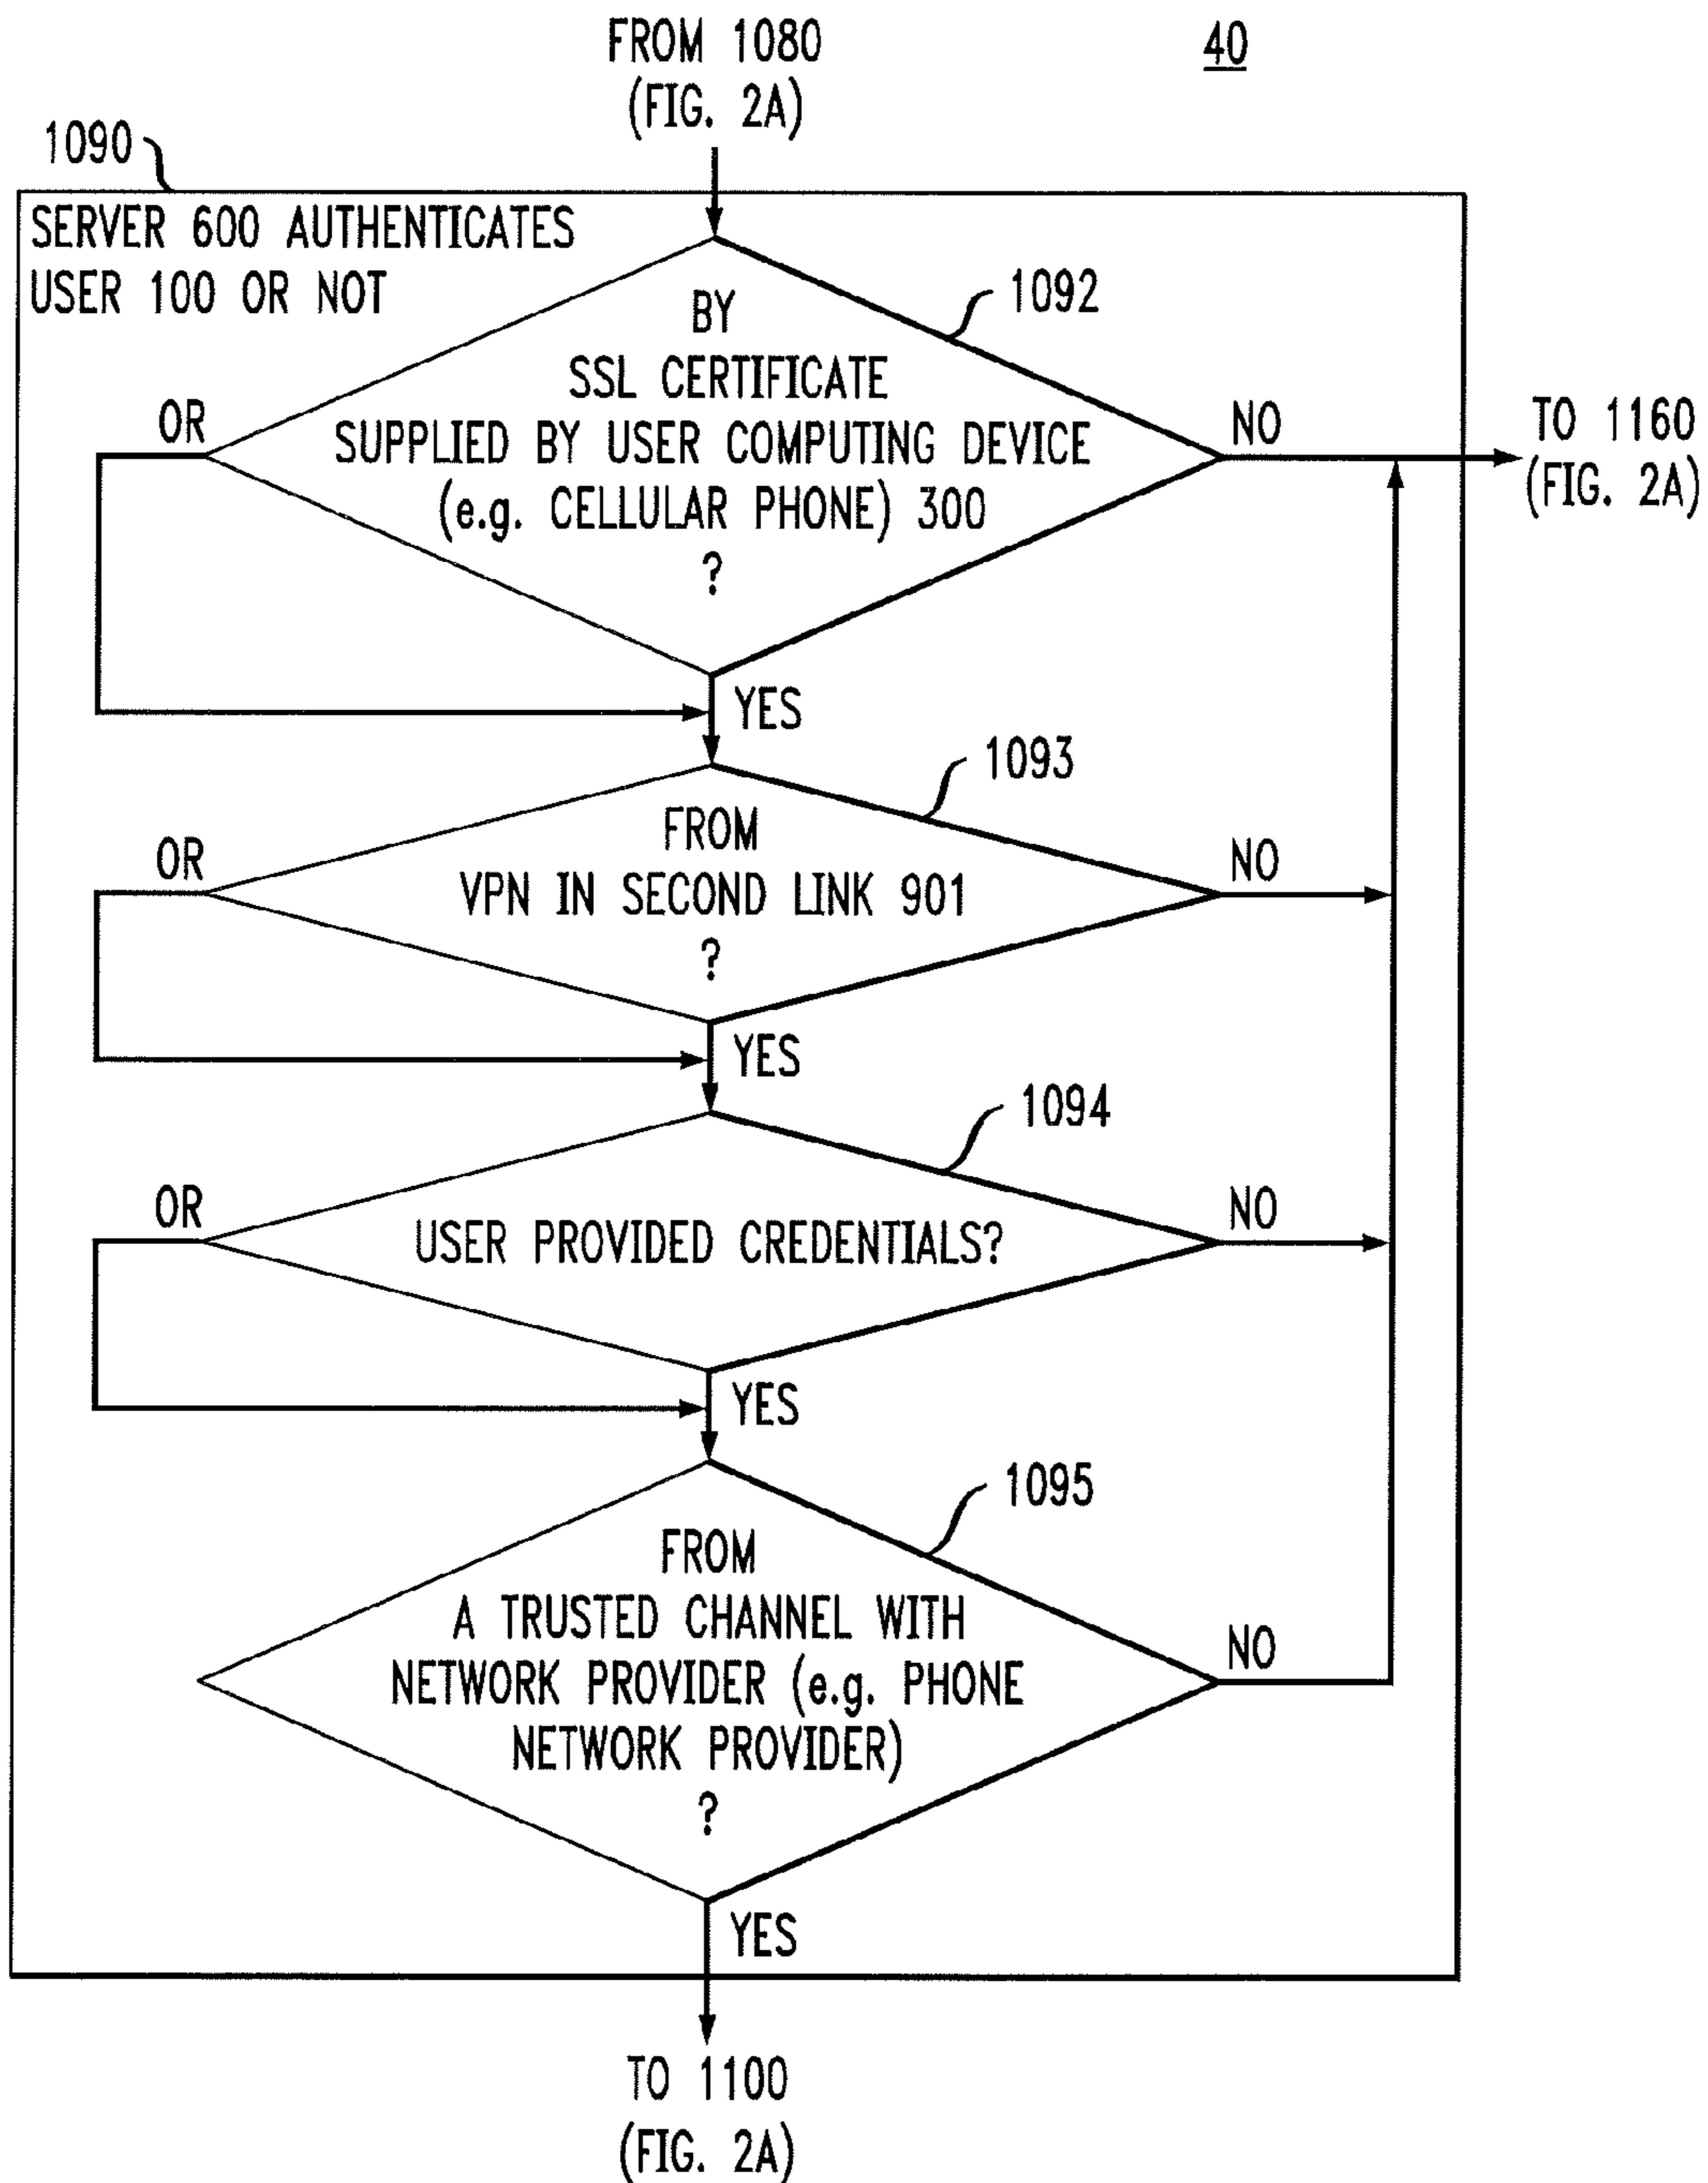 FROM 1080
(FIG. 2A)
40
1090
SERVER 600 AUTHENTICATES
USER 100 OR NOT
1092
BY
SSL CERTIFICATE
SUPPLIED BY USER COMPUTING DEVICE
(e.g. CELLULAR PHONE) 300
?
OR
NO
TO 1160
(FIG. 2A)
YES
1093
FROM
VPN IN SECOND LINK 901
?
OR
NO
YES
1094
USER PROVIDED CREDENTIALS?
OR
NO
YES
1095
FROM
A TRUSTED CHANNEL WITH
NETWORK PROVIDER (e.g. PHONE
NETWORK PROVIDER)
?
NO
YES
TO 1100
(FIG. 2A)